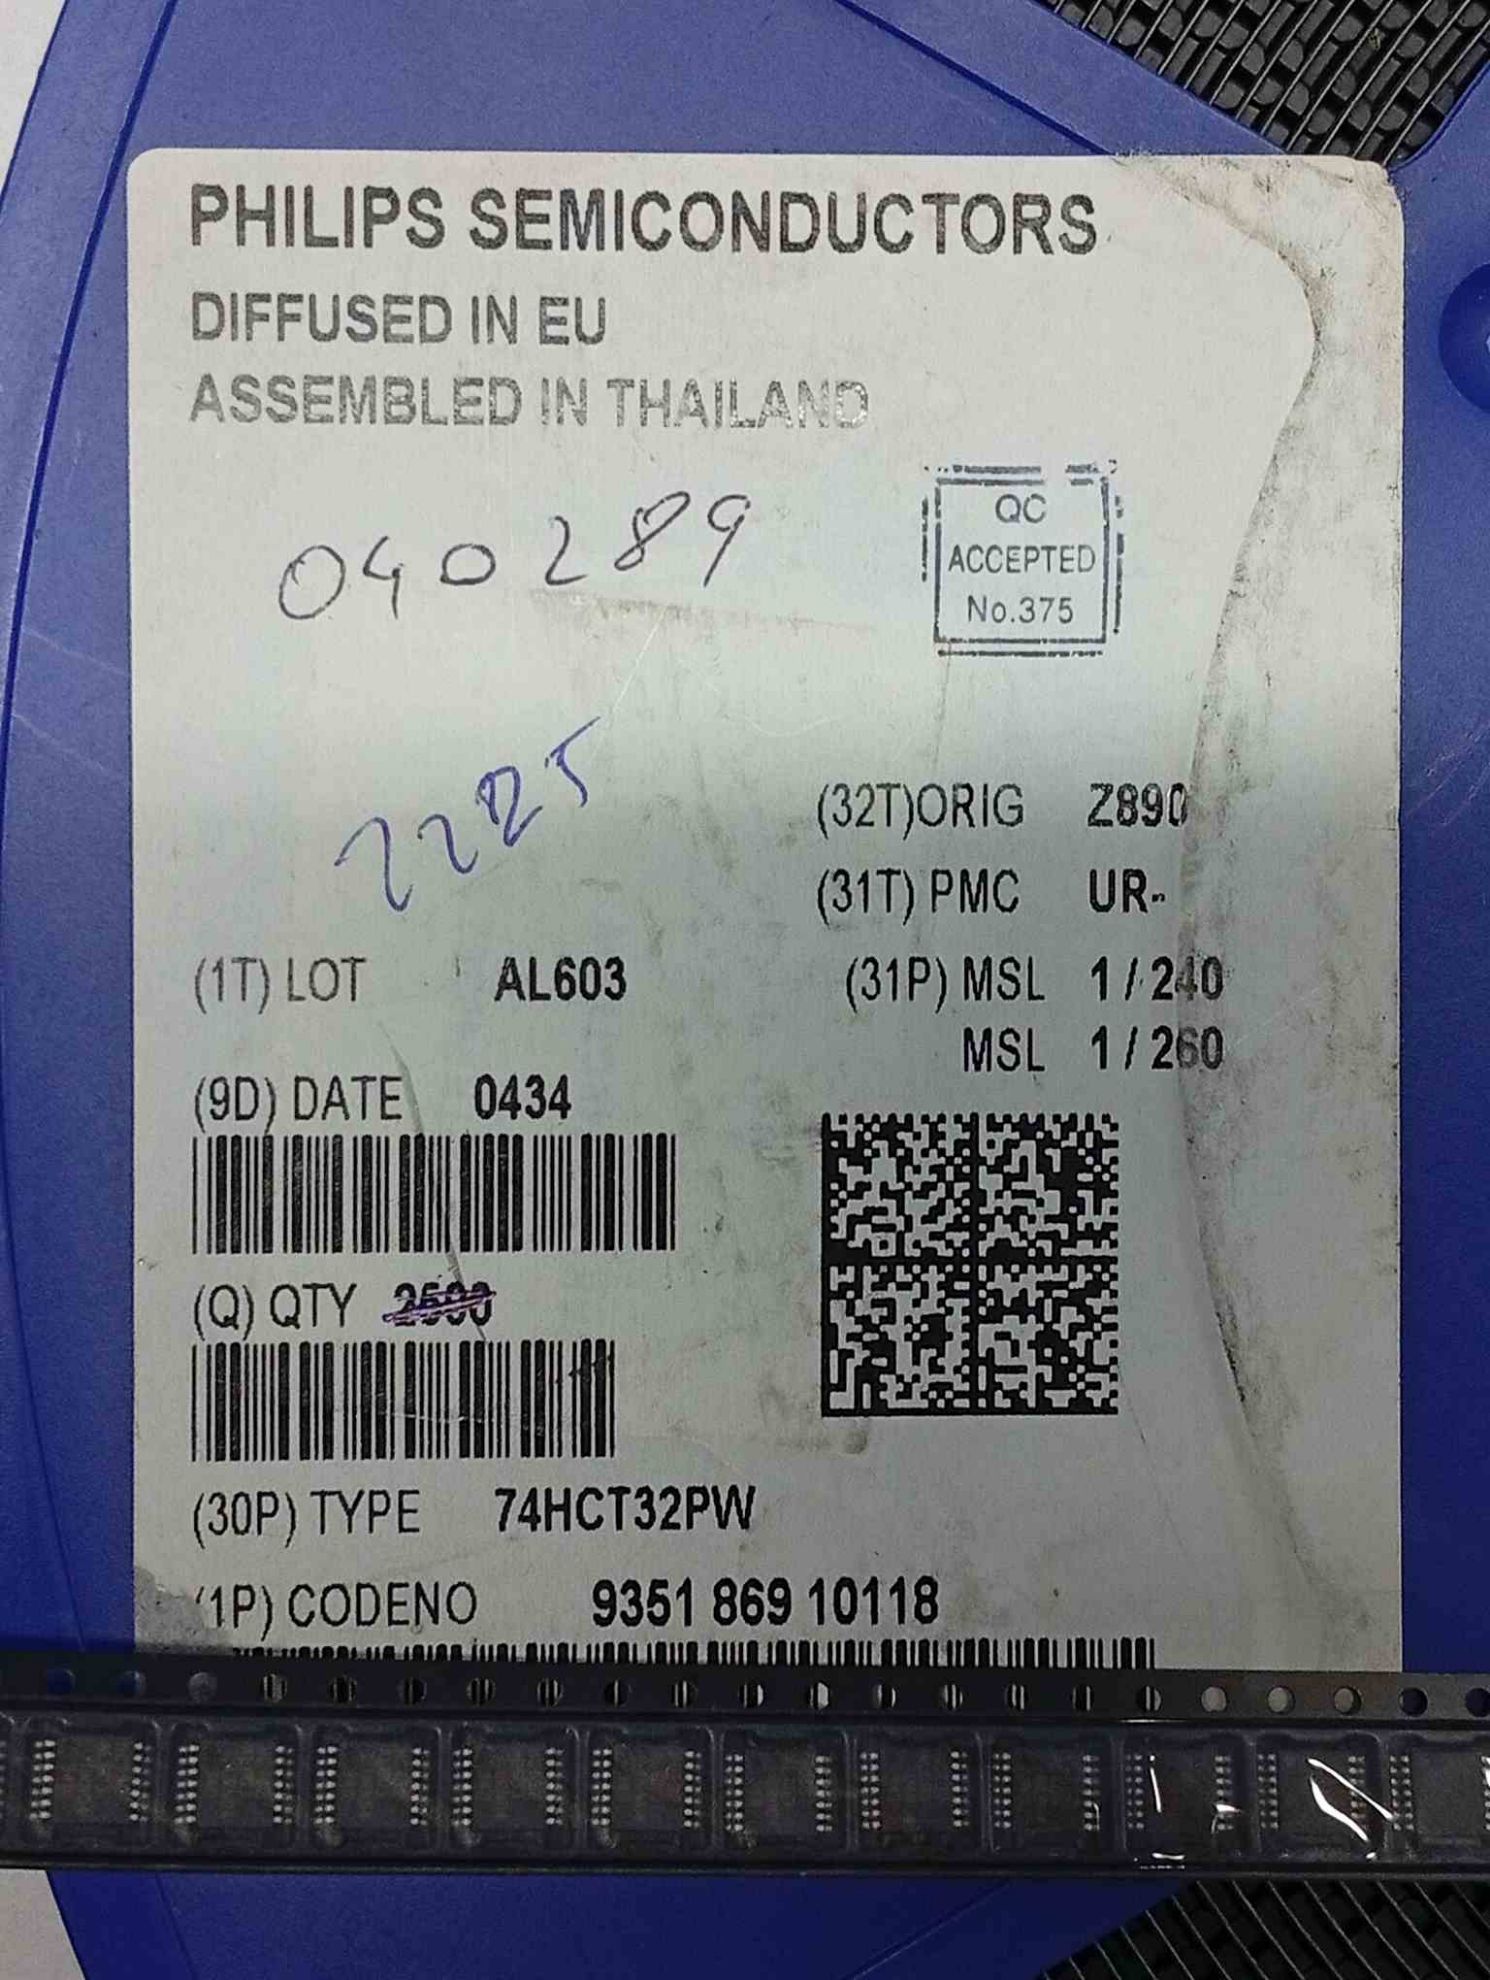 PHILIPS SEMICONDUCTORS
DIFFUSED IN EU
ASSEMBLED IN THAILAND
040289
QC
ACCEPTED
No.375
2225
(32T)ORIG Z890
(31T) PMC UR-
(1T) LOT AL603
(31P) MSL 1 / 240
MSL 1 / 260
(9D) DATE 0434
(Q) QTY 2500
(30P) TYPE 74HCT32PW
(1P) CODENO 9351 869 10118